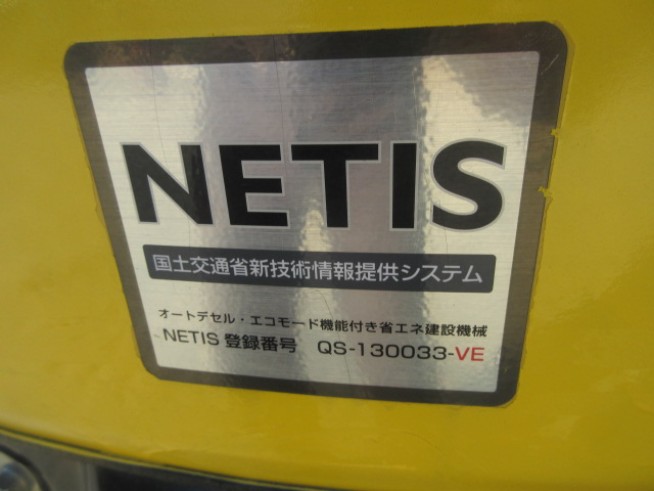 NETIS
国土交通省新技術情報提供システム
オートデセル・エコモード機能付き省エネ建設機械
NETIS 登録番号 QS-130033-VE